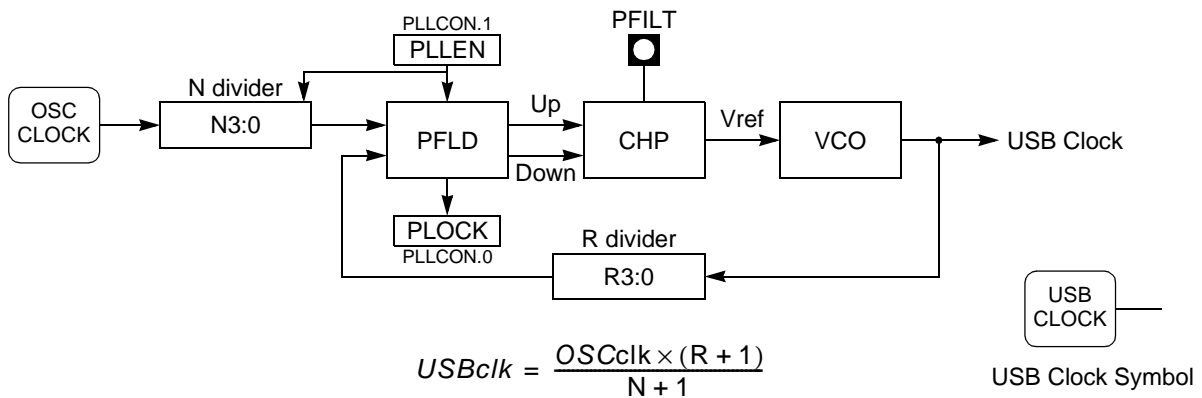 PLLCON.1
PLLEN
PFILT
N divider
OSC
CLOCK
N3:0
PFLD
Up
Down
CHP
Vref
VCO
USB Clock
PLOCK
PLLCON.0
R divider
R3:0
USB
CLOCK
USB Clock Symbol
USBclk = OSCclk × (R + 1)
N + 1